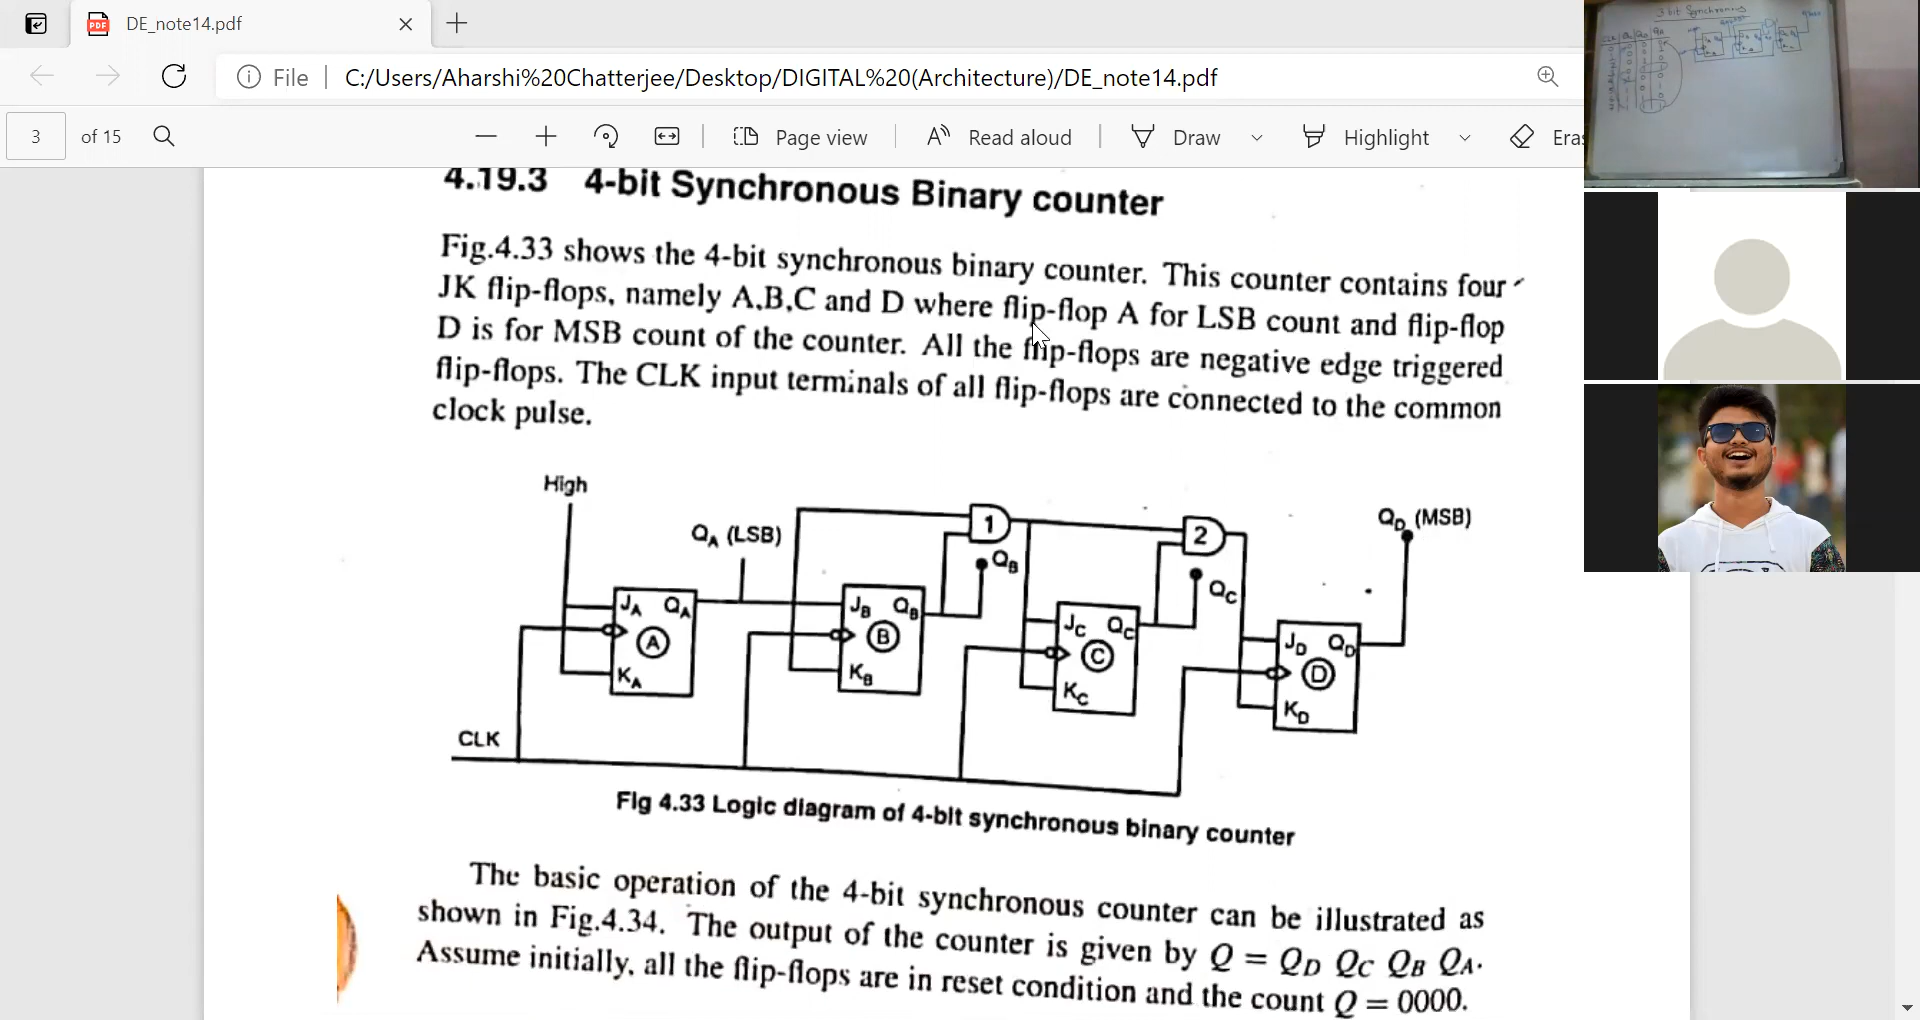 DE_note14.pdf
File
C:/Users/Aharshi%20Chatterjee/Desktop/DIGITAL%20(Architecture)/DE_note14.pdf
3 of 15
Page view
Read aloud
Draw
Highlight
Eras
4.19.3 4-bit Synchronous Binary counter
Fig.4.33 shows the 4-bit synchronous binary counter. This counter contains four
JK flip-flops, namely A,B,C and D where flip-flop A for LSB count and flip-flop
D is for MSB count of the counter. All the flip-flops are negative edge triggered
flip-flops. The CLK input terminals of all flip-flops are connected to the common
clock pulse.
High
QA (LSB)
1
QB
2
QC
QD (MSB)
JA QA
A
KA
JB QB
B
KB
JC QC
C
KC
JD QD
D
KD
CLK
Fig 4.33 Logic diagram of 4-bit synchronous binary counter
The basic operation of the 4-bit synchronous counter can be illustrated as
shown in Fig.4.34. The output of the counter is given by Q = QD QC QB QA.
Assume initially, all the flip-flops are in reset condition and the count Q = 0000.
3 bit Synchronous